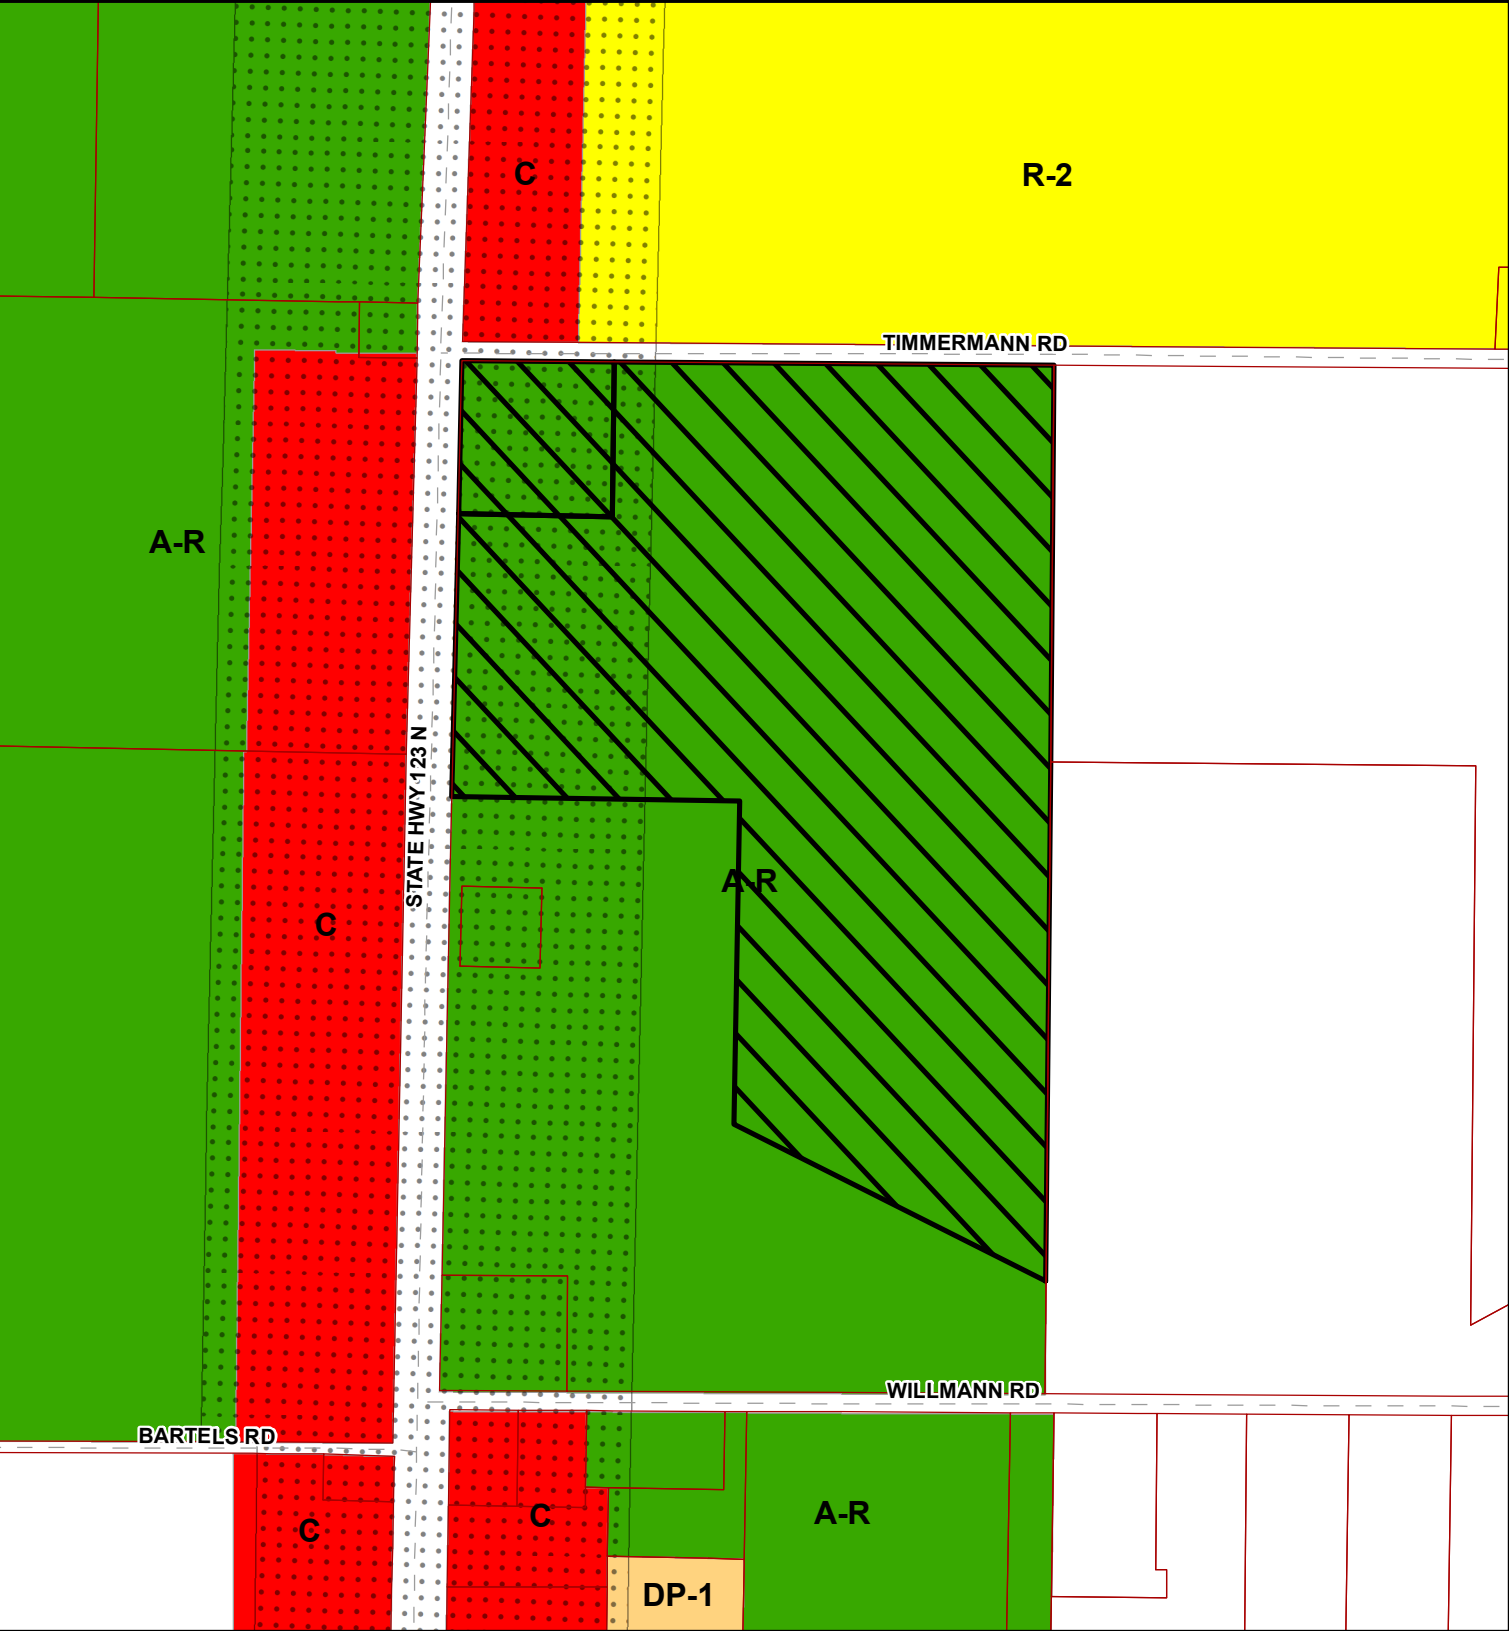 C
R-2
TIMMERMANN RD
A-R
STATE HWY 123 N
A-R
C
WILLMANN RD
BARTELS RD
A-R
C
C
DP-1